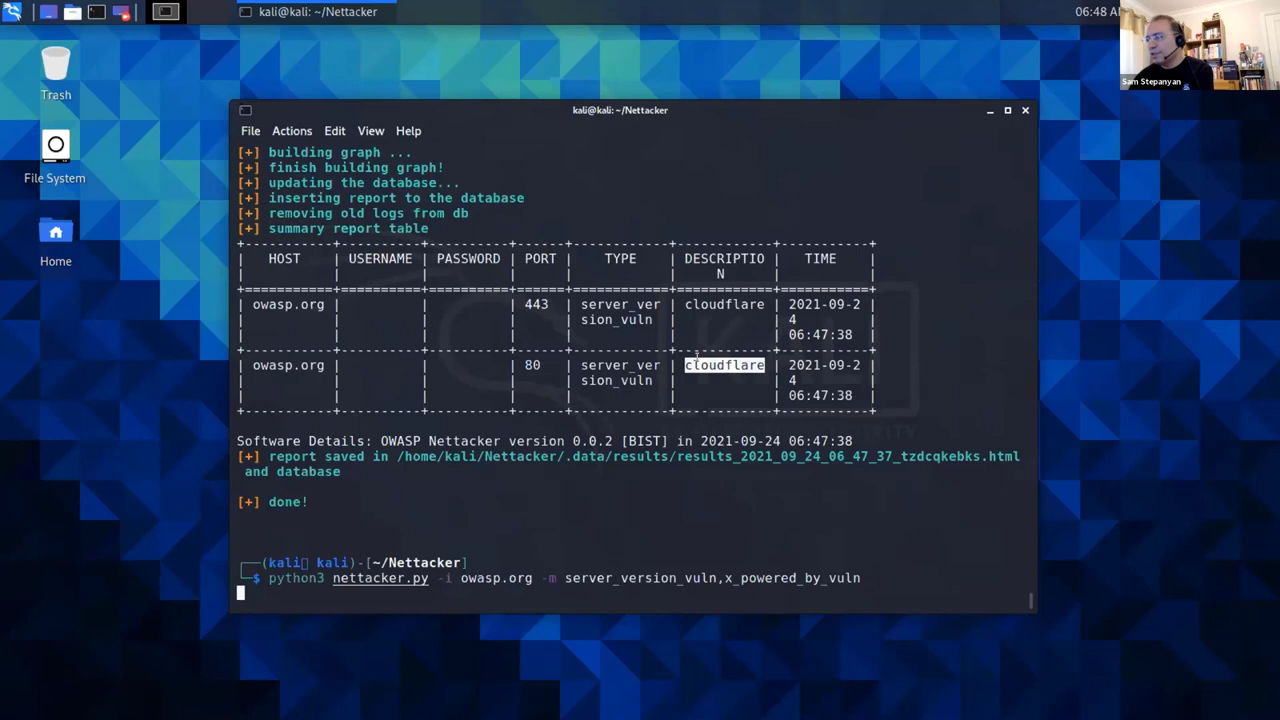 kali@kali: ~/Nettacker
06:48 A
Sam Stepanyan
Trash
File System
Home
kali@kali: ~/Nettacker
File Actions Edit View Help
[+] building graph ...
[+] finish building graph!
[+] updating the database...
[+] inserting report to the database
[+] removing old logs from db
[+] summary report table
+-----------+----------+----------+------+------------+------------+-----------+
| HOST | USERNAME | PASSWORD | PORT | TYPE | DESCRIPTIO | TIME |
| | | | | | N | |
+===========+==========+==========+======+============+============+===========+
| owasp.org | | | 443 | server_ver | cloudflare | 2021-09-2 |
| | | | | sion_vuln | | 4 |
| | | | | | | 06:47:38 |
+-----------+----------+----------+------+------------+------------+-----------+
| owasp.org | | | 80 | server_ver | cloudflare | 2021-09-2 |
| | | | | sion_vuln | | 4 |
| | | | | | | 06:47:38 |
+-----------+----------+----------+------+------------+------------+-----------+
Software Details: OWASP Nettacker version 0.0.2 [BIST] in 2021-09-24 06:47:38
[+] report saved in /home/kali/Nettacker/.data/results/results_2021_09_24_06_47_37_tzdcqkebks.html
and database
[+] done!
┌──(kali kali)-[~/Nettacker]
└─$ python3 nettacker.py -i owasp.org -m server_version_vuln,x_powered_by_vuln